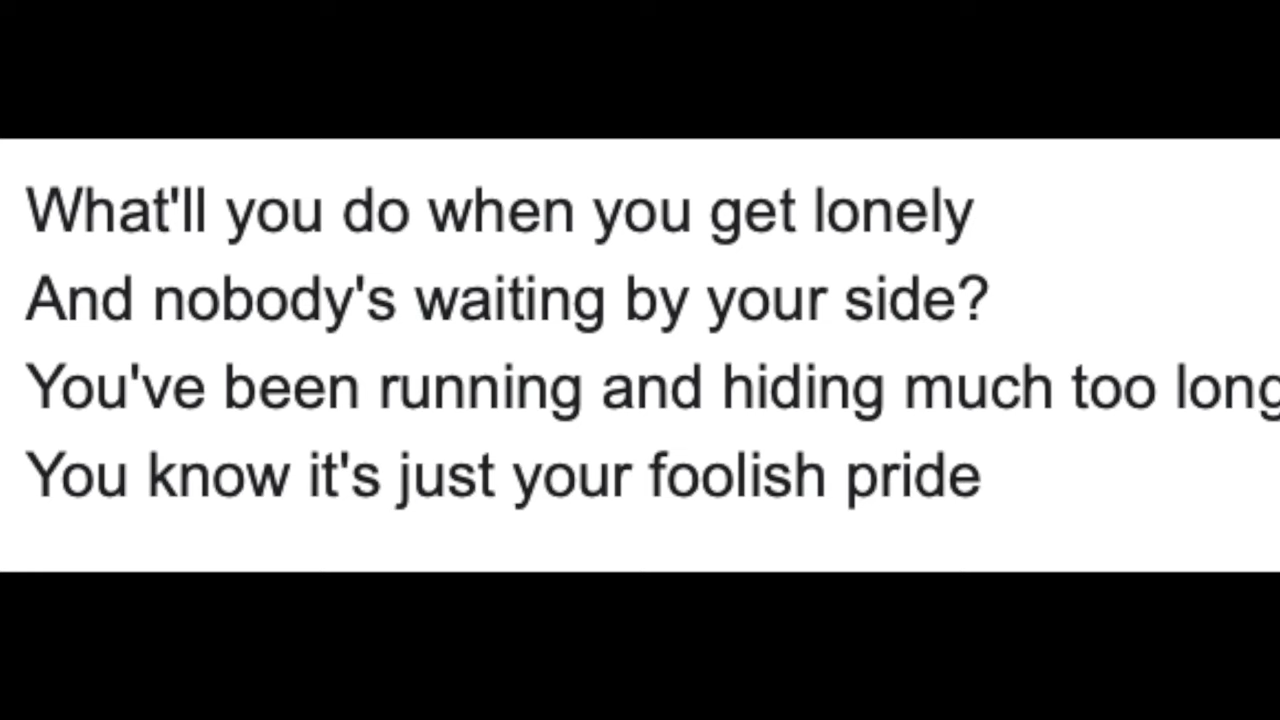 What'll you do when you get lonely
And nobody's waiting by your side?
You've been running and hiding much too long
You know it's just your foolish pride